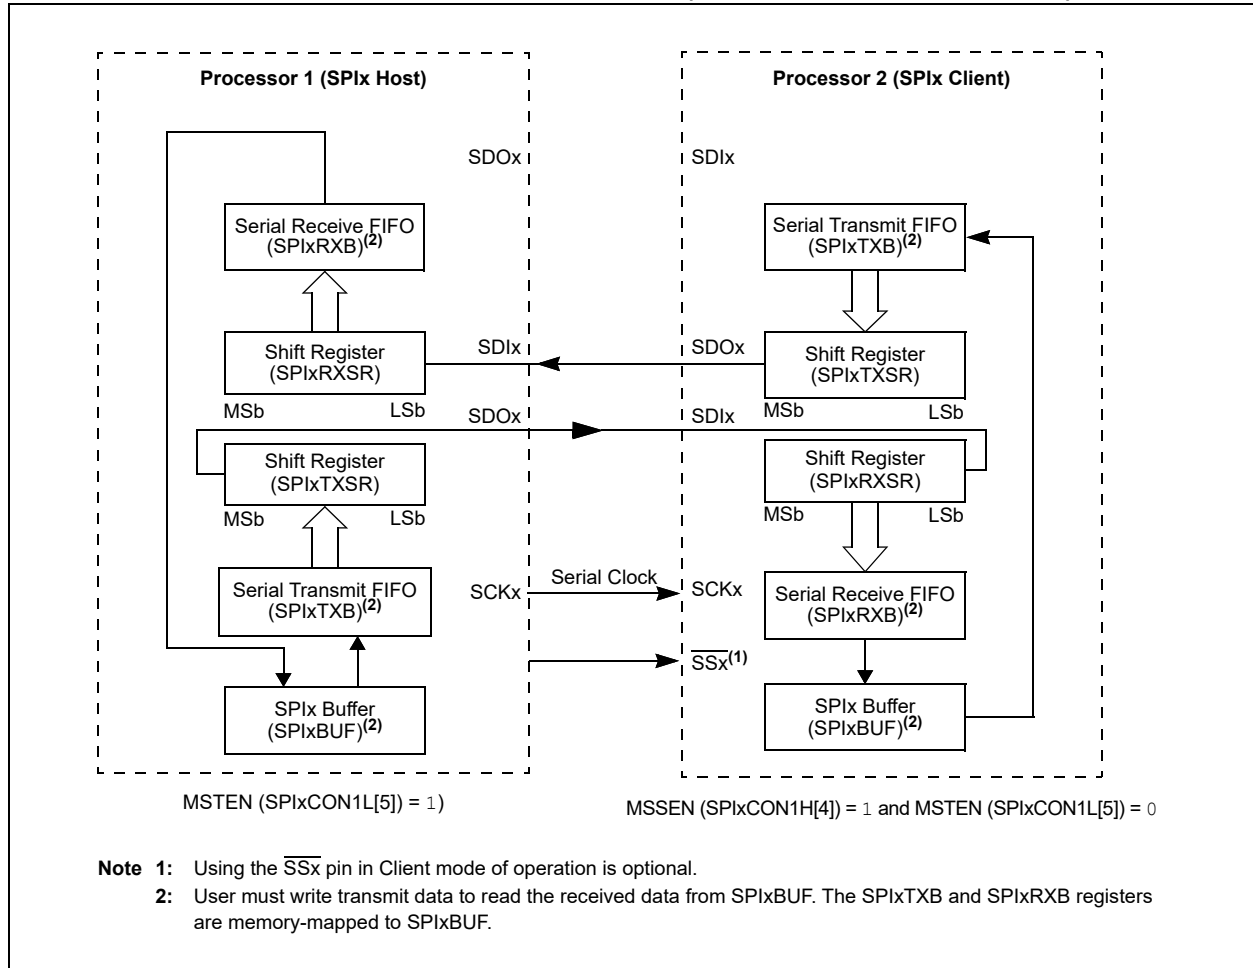 Processor 1 (SPIx Host)
Processor 2 (SPIx Client)
SDOx
SDIx
Serial Receive FIFO
(SPIxRXB)(2)
Serial Transmit FIFO
(SPIxTXB)(2)
Shift Register
(SPIxRXSR)
SDIx
SDOx
Shift Register
(SPIxTXSR)
MSb
LSb
MSb
LSb
SDOx
SDIx
Shift Register
(SPIxTXSR)
Shift Register
(SPIxRXSR)
MSb
LSb
MSb
LSb
Serial Transmit FIFO
(SPIxTXB)(2)
SCKx
Serial Clock
SCKx
Serial Receive FIFO
(SPIxRXB)(2)
SSx(1)
SPIx Buffer
(SPIxBUF)(2)
SPIx Buffer
(SPIxBUF)(2)
MSTEN (SPIxCON1L[5]) = 1)
MSSEN (SPIxCON1H[4]) = 1 and MSTEN (SPIxCON1L[5]) = 0
Note 1: Using the SSx pin in Client mode of operation is optional.
2: User must write transmit data to read the received data from SPIxBUF. The SPIxTXB and SPIxRXB registers
are memory-mapped to SPIxBUF.